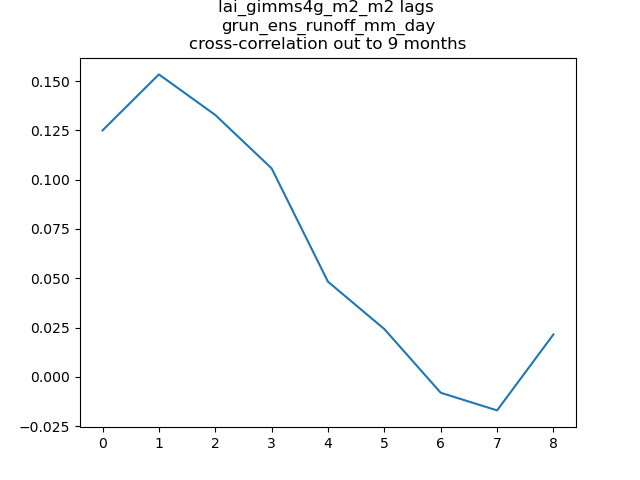 lai_gimms4g_m2_m2 lags
grun_ens_runoff_mm_day
cross-correlation out to 9 months
0.150
0.125
0.100
0.075
0.050
0.025
0.000
−0.025
0 1 2 3 4 5 6 7 8